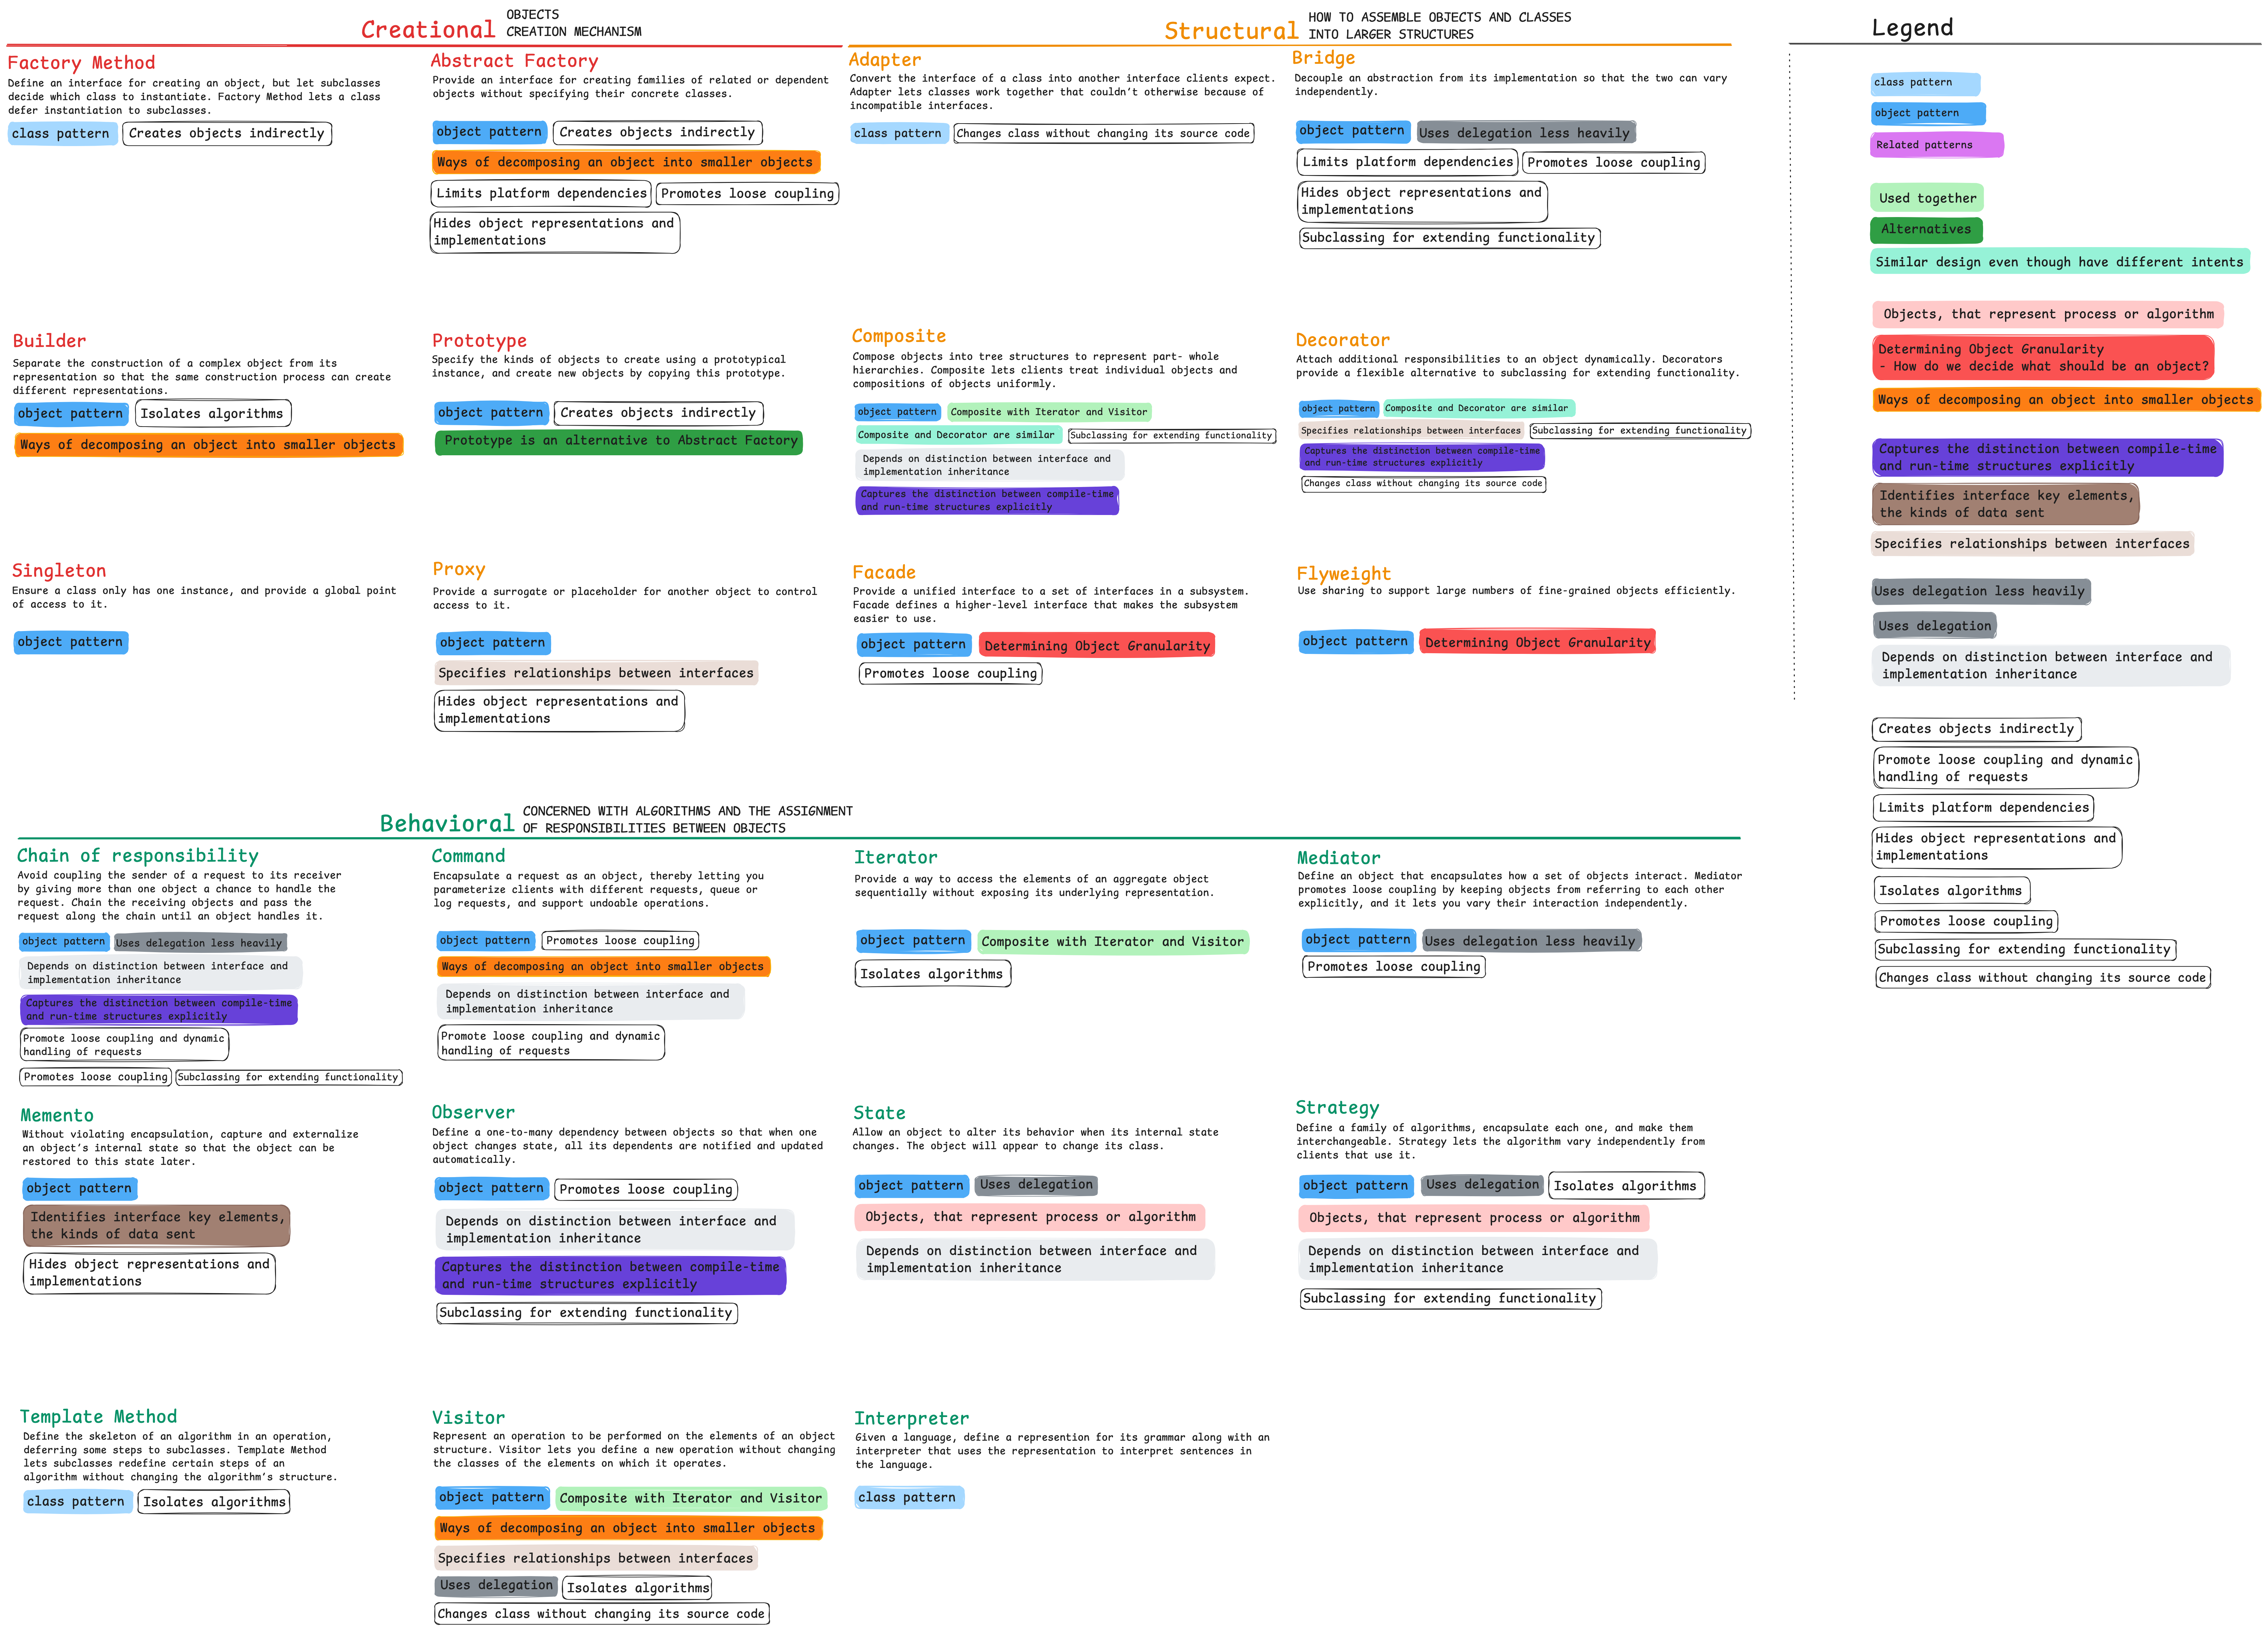 Creational
OBJECTS
CREATION MECHANISM
Factory Method
Define an interface for creating an object, but let subclasses
decide which class to instantiate. Factory Method lets a class
defer instantiation to subclasses.
class pattern
Creates objects indirectly
Abstract Factory
Provide an interface for creating families of related or dependent
objects without specifying their concrete classes.
object pattern
Creates objects indirectly
Ways of decomposing an object into smaller objects
Limits platform dependencies
Promotes loose coupling
Hides object representations and
implementations
Builder
Separate the construction of a complex object from its
representation so that the same construction process can create
different representations.
object pattern
Isolates algorithms
Ways of decomposing an object into smaller objects
Prototype
Specify the kinds of objects to create using a prototypical
instance, and create new objects by copying this prototype.
object pattern
Creates objects indirectly
Prototype is an alternative to Abstract Factory
Singleton
Ensure a class only has one instance, and provide a global point
of access to it.
object pattern
Structural
HOW TO ASSEMBLE OBJECTS AND CLASSES
INTO LARGER STRUCTURES
Adapter
Convert the interface of a class into another interface clients expect.
Adapter lets classes work together that couldn't otherwise because of
incompatible interfaces.
class pattern
Changes class without changing its source code
Bridge
Decouple an abstraction from its implementation so that the two can vary
independently.
object pattern
Uses delegation less heavily
Limits platform dependencies
Promotes loose coupling
Hides object representations and
implementations
Subclassing for extending functionality
Composite
Compose objects into tree structures to represent part- whole
hierarchies. Composite lets clients treat individual objects and
compositions of objects uniformly.
object pattern
Composite with Iterator and Visitor
Composite and Decorator are similar
Subclassing for extending functionality
Depends on distinction between interface and
implementation inheritance
Captures the distinction between compile-time
and run-time structures explicitly
Decorator
Attach additional responsibilities to an object dynamically. Decorators
provide a flexible alternative to subclassing for extending functionality.
object pattern
Composite and Decorator are similar
Specifies relationships between interfaces
Subclassing for extending functionality
Captures the distinction between compile-time
and run-time structures explicitly
Changes class without changing its source code
Proxy
Provide a surrogate or placeholder for another object to control
access to it.
object pattern
Specifies relationships between interfaces
Hides object representations and
implementations
Facade
Provide a unified interface to a set of interfaces in a subsystem.
Facade defines a higher-level interface that makes the subsystem
easier to use.
object pattern
Determining Object Granularity
Promotes loose coupling
Flyweight
Use sharing to support large numbers of fine-grained objects efficiently.
object pattern
Determining Object Granularity
Behavioral
CONCERNED WITH ALGORITHMS AND THE ASSIGNMENT
OF RESPONSIBILITIES BETWEEN OBJECTS
Chain of responsibility
Avoid coupling the sender of a request to its receiver
by giving more than one object a chance to handle the
request. Chain the receiving objects and pass the
request along the chain until an object handles it.
object pattern
Uses delegation less heavily
Depends on distinction between interface and
implementation inheritance
Captures the distinction between compile-time
and run-time structures explicitly
Promote loose coupling and dynamic
handling of requests
Promotes loose coupling
Subclassing for extending functionality
Command
Encapsulate a request as an object, thereby letting you
parameterize clients with different requests, queue or
log requests, and support undoable operations.
object pattern
Promotes loose coupling
Ways of decomposing an object into smaller objects
Depends on distinction between interface and
implementation inheritance
Promote loose coupling and dynamic
handling of requests
Iterator
Provide a way to access the elements of an aggregate object
sequentially without exposing its underlying representation.
object pattern
Composite with Iterator and Visitor
Isolates algorithms
Mediator
Define an object that encapsulates how a set of objects interact. Mediator
promotes loose coupling by keeping objects from referring to each other
explicitly, and it lets you vary their interaction independently.
object pattern
Uses delegation less heavily
Promotes loose coupling
Memento
Without violating encapsulation, capture and externalize
an object's internal state so that the object can be
restored to this state later.
object pattern
Identifies interface key elements,
the kinds of data sent
Hides object representations and
implementations
Observer
Define a one-to-many dependency between objects so that when one
object changes state, all its dependents are notified and updated
automatically.
object pattern
Promotes loose coupling
Depends on distinction between interface and
implementation inheritance
Captures the distinction between compile-time
and run-time structures explicitly
Subclassing for extending functionality
State
Allow an object to alter its behavior when its internal state
changes. The object will appear to change its class.
object pattern
Uses delegation
Objects, that represent process or algorithm
Depends on distinction between interface and
implementation inheritance
Strategy
Define a family of algorithms, encapsulate each one, and make them
interchangeable. Strategy lets the algorithm vary independently from
clients that use it.
object pattern
Uses delegation
Isolates algorithms
Objects, that represent process or algorithm
Depends on distinction between interface and
implementation inheritance
Subclassing for extending functionality
Template Method
Define the skeleton of an algorithm in an operation,
deferring some steps to subclasses. Template Method
lets subclasses redefine certain steps of an
algorithm without changing the algorithm's structure.
class pattern
Isolates algorithms
Visitor
Represent an operation to be performed on the elements of an object
structure. Visitor lets you define a new operation without changing
the classes of the elements on which it operates.
object pattern
Composite with Iterator and Visitor
Ways of decomposing an object into smaller objects
Specifies relationships between interfaces
Uses delegation
Isolates algorithms
Changes class without changing its source code
Interpreter
Given a language, define a represention for its grammar along with an
interpreter that uses the representation to interpret sentences in
the language.
class pattern
Legend
class pattern
object pattern
Related patterns
Used together
Alternatives
Similar design even though have different intents
Objects, that represent process or algorithm
Determining Object Granularity
- How do we decide what should be an object?
Ways of decomposing an object into smaller objects
Captures the distinction between compile-time
and run-time structures explicitly
Identifies interface key elements,
the kinds of data sent
Specifies relationships between interfaces
Uses delegation less heavily
Uses delegation
Depends on distinction between interface and
implementation inheritance
Creates objects indirectly
Promote loose coupling and dynamic
handling of requests
Limits platform dependencies
Hides object representations and
implementations
Isolates algorithms
Promotes loose coupling
Subclassing for extending functionality
Changes class without changing its source code